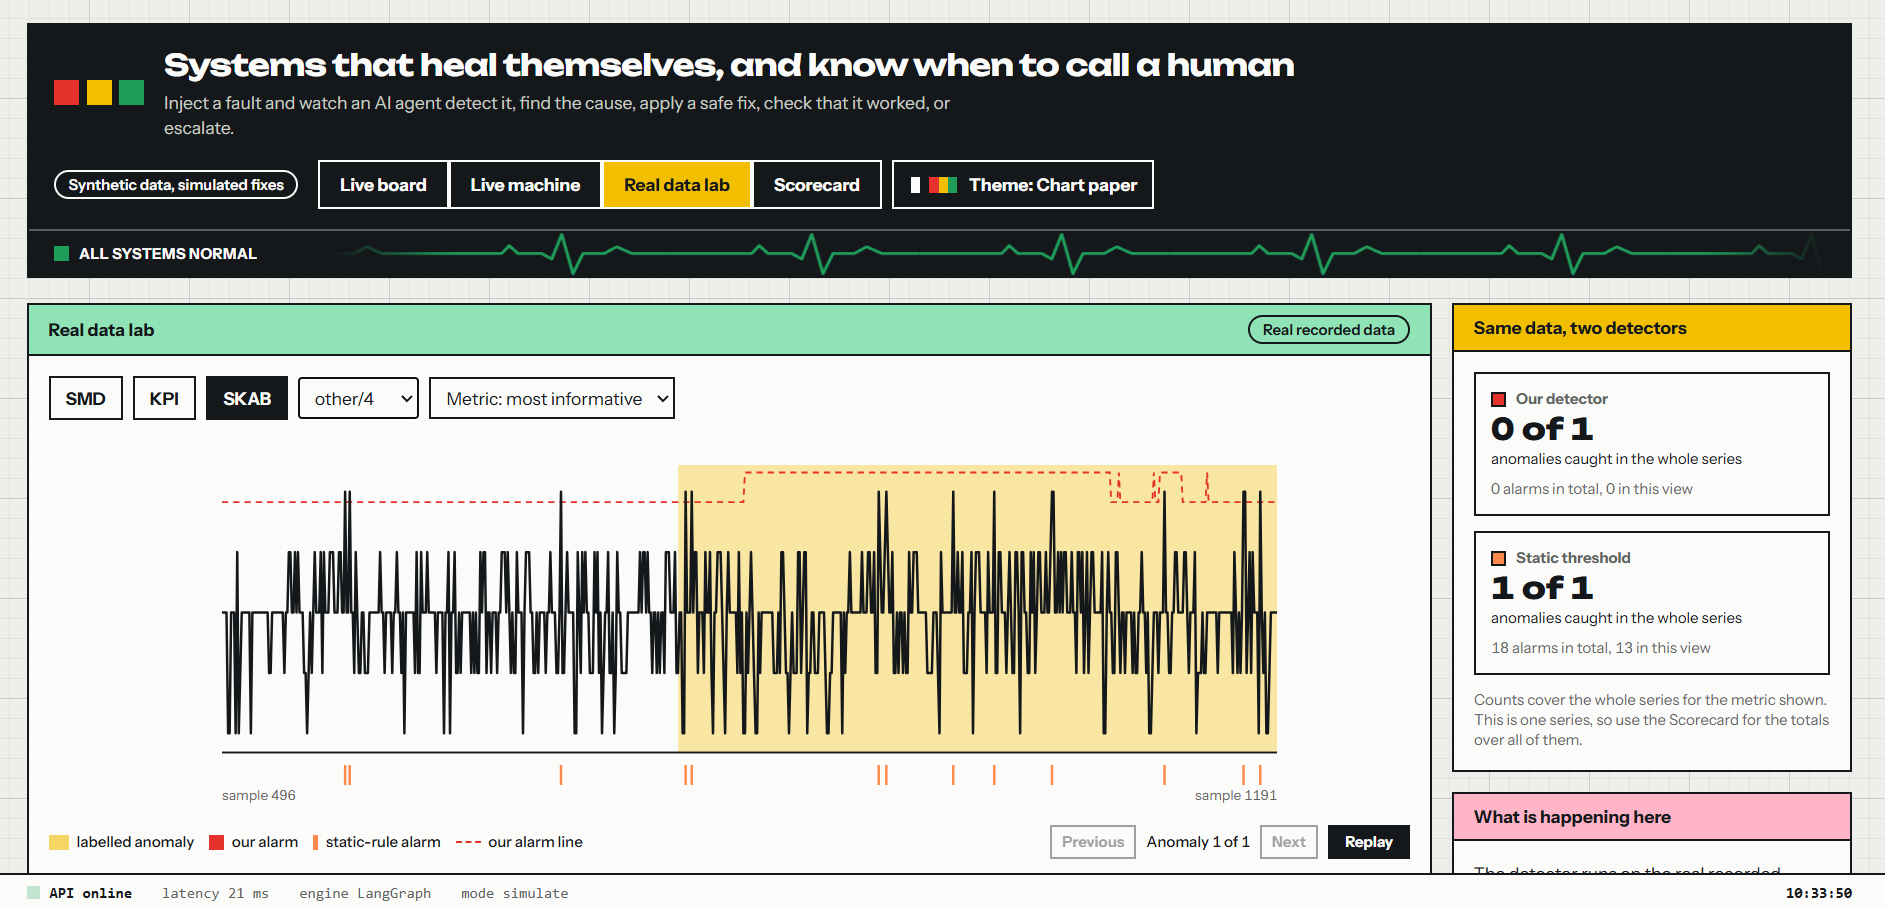 Systems that heal themselves, and know when to call a human
Inject a fault and watch an AI agent detect it, find the cause, apply a safe fix, check that it worked, or
escalate.
Synthetic data, simulated fixes
Live board
Live machine
Real data lab
Scorecard
Theme: Chart paper
ALL SYSTEMS NORMAL
Real data lab
Real recorded data
SMD
KPI
SKAB
other/4
Metric: most informative
sample 496
sample 1191
labelled anomaly
our alarm
static-rule alarm
our alarm line
Previous
Anomaly 1 of 1
Next
Replay
Same data, two detectors
Our detector
0 of 1
anomalies caught in the whole series
0 alarms in total, 0 in this view
Static threshold
1 of 1
anomalies caught in the whole series
18 alarms in total, 13 in this view
Counts cover the whole series for the metric shown.
This is one series, so use the Scorecard for the totals
over all of them.
What is happening here
The detector runs on the real recorded
API online
latency 21 ms
engine LangGraph
mode simulate
10:33:50